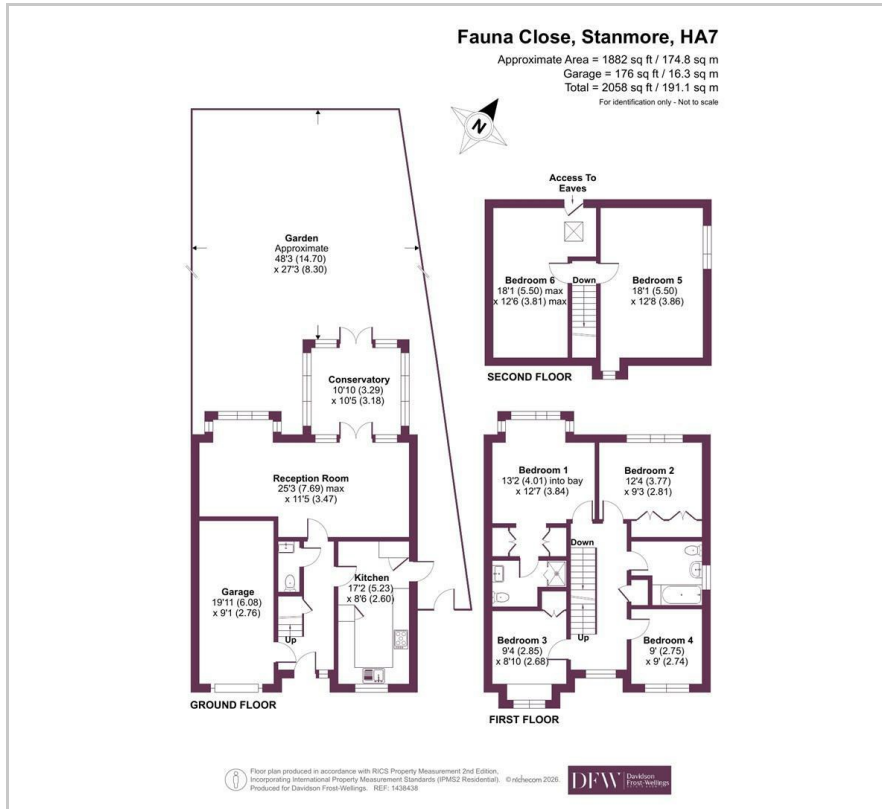 Fauna Close, Stanmore, HA7
Approximate Area = 1882 sq ft / 174.8 sq m
Garage = 176 sq ft / 16.3 sq m
Total = 2058 sq ft / 191.1 sq m
For identification only - Not to scale
N
Garden
Approximate
48'3 (14.70)
x 27'3 (8.30)
Conservatory
10'10 (3.29)
x 10'5 (3.18)
Reception Room
25'3 (7.69) max
x 11'5 (3.47)
Garage
19'11 (6.08)
x 9'1 (2.76)
Up
Kitchen
17'2 (5.23)
x 8'6 (2.60)
GROUND FLOOR
Access To
Eaves
Bedroom 6
18'1 (5.50) max
x 12'6 (3.81) max
Down
Bedroom 5
18'1 (5.50)
x 12'8 (3.86)
SECOND FLOOR
Bedroom 1
13'2 (4.01) into bay
x 12'7 (3.84)
Bedroom 2
12'4 (3.77)
x 9'3 (2.81)
Down
Up
Bedroom 3
9'4 (2.85)
x 8'10 (2.68)
Bedroom 4
9' (2.75)
x 9' (2.74)
FIRST FLOOR
Floor plan produced in accordance with RICS Property Measurement 2nd Edition,
Incorporating International Property Measurement Standards (IPMS2 Residential). © nichecom 2026.
Produced for Davidson Frost-Wellings. REF: 1438438
DFW
Davidson
Frost-Wellings